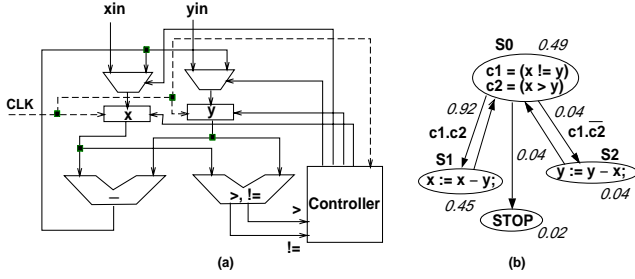 xin
yin
CLK
x
y
–
>, !=
>
!=
Controller
(a)
S0
0.49
c1 = (x != y)
c2 = (x > y)
0.92
c1.c2
0.04
c1.c2̅
S1
x := x – y;
0.45
0.04
S2
y := y – x;
0.04
STOP
0.02
(b)